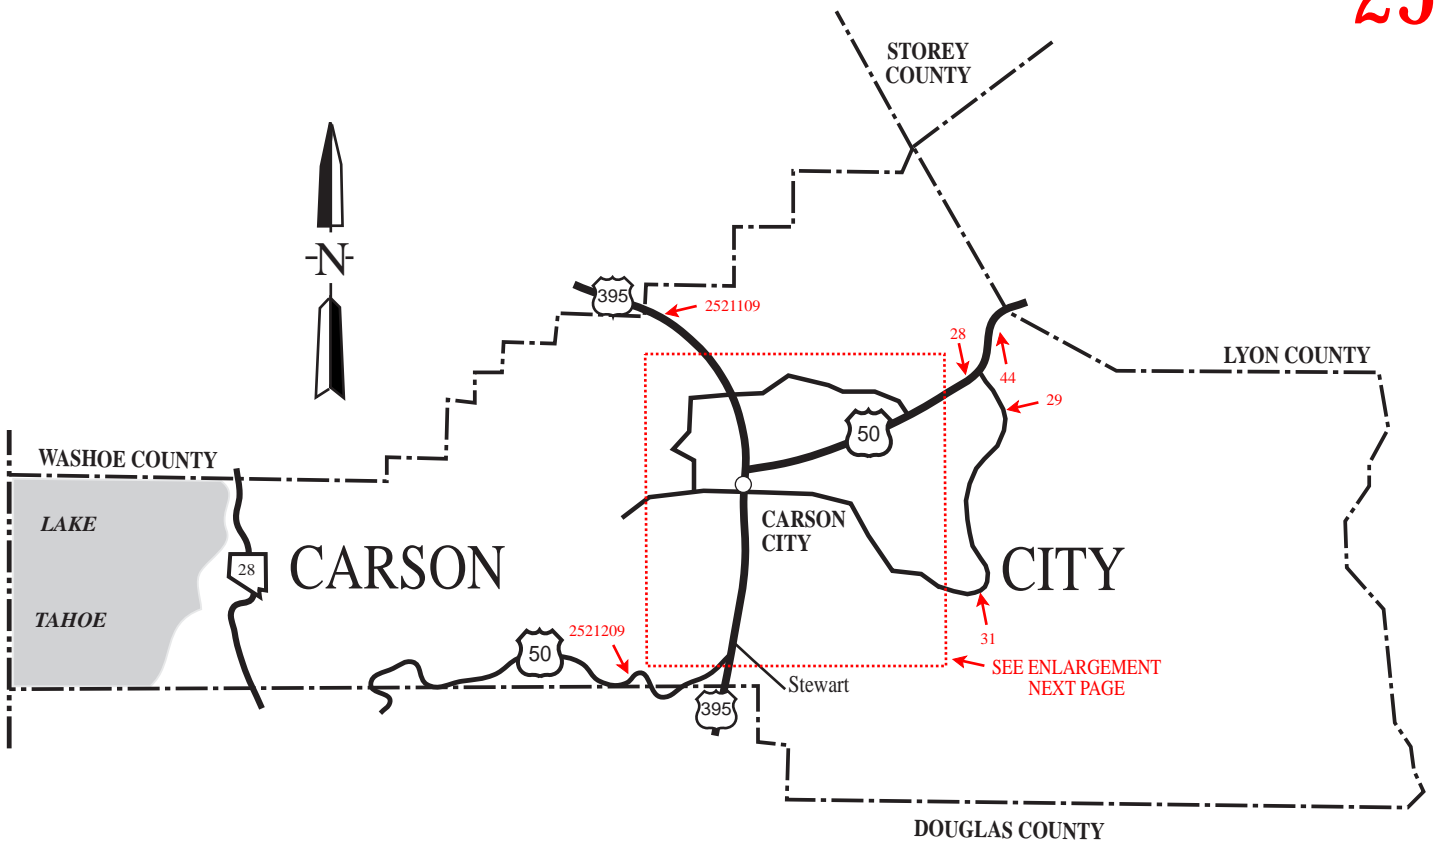 25
STOREY
COUNTY
N
395
2521109
28
44
29
LYON COUNTY
50
WASHOE COUNTY
LAKE
TAHOE
28
CARSON
CARSON
CITY
CITY
31
2521209
50
SEE ENLARGEMENT
NEXT PAGE
Stewart
395
DOUGLAS COUNTY